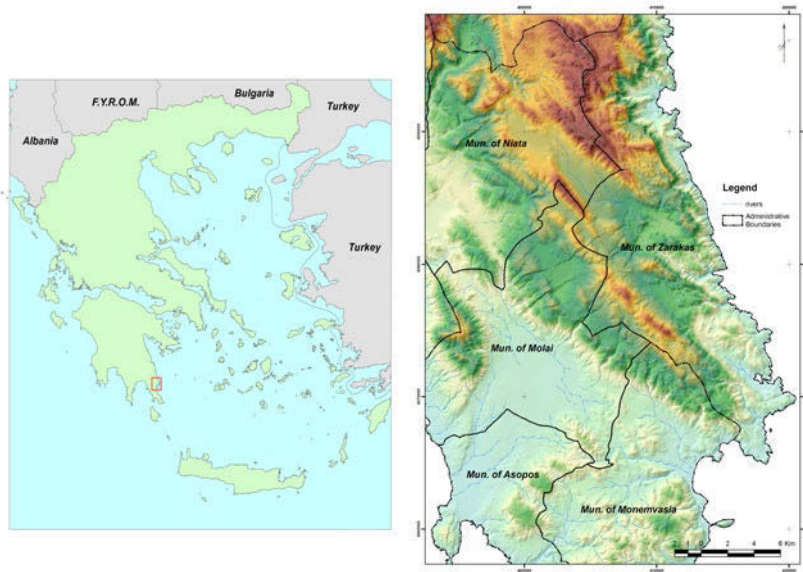 Bulgaria
F.Y.R.O.M.
Turkey
Albania
Turkey
Mun. of Niata
Legend
rivers
Administrative
Boundaries
Mun. of Zarakas
Mun. of Molai
Mun. of Asopos
Mun. of Monemvasia
2 4 6 Km